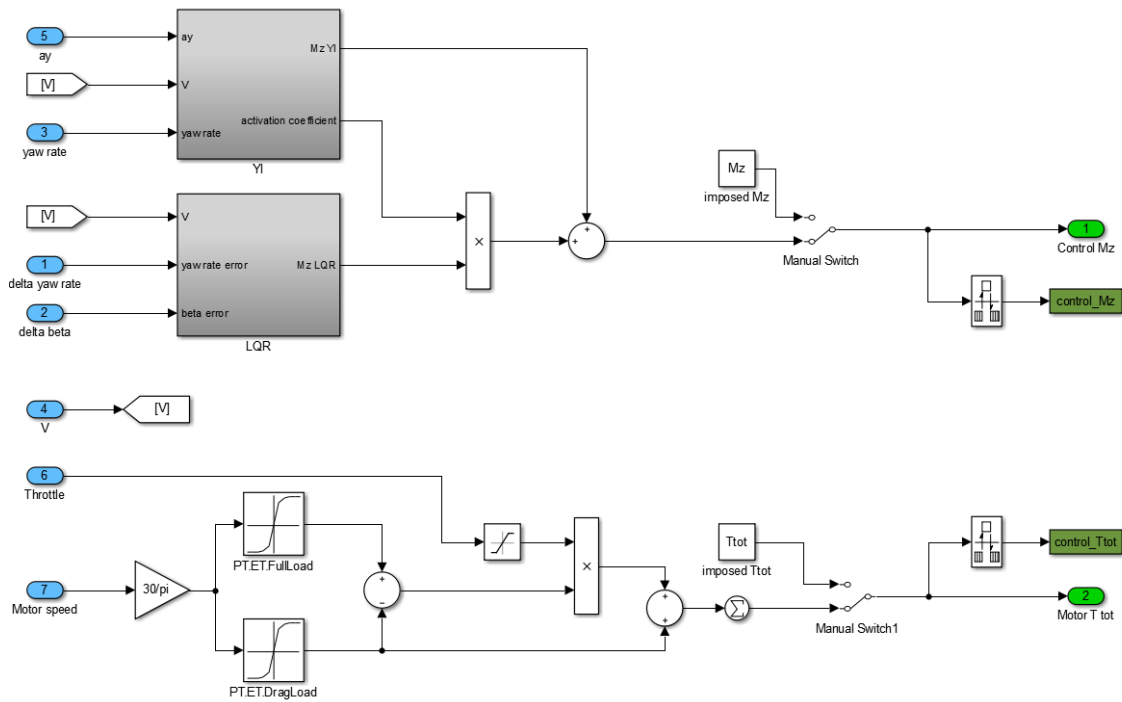 5
ay
ay
Mz YI
[V]
V
activation coefficient
3
yaw rate
yaw rate
YI
[V]
V
1
delta yaw rate
yaw rate error
Mz LQR
2
delta beta
beta error
LQR
×
+
+
Mz
imposed Mz
Manual Switch
1
Control Mz
control_Mz
4
V
[V]
6
Throttle
PT.ET.FullLoad
7
Motor speed
30/pi
+
−
×
PT.ET.DragLoad
+
+
Σ
Ttot
imposed Ttot
Manual Switch1
control_Ttot
2
Motor T tot